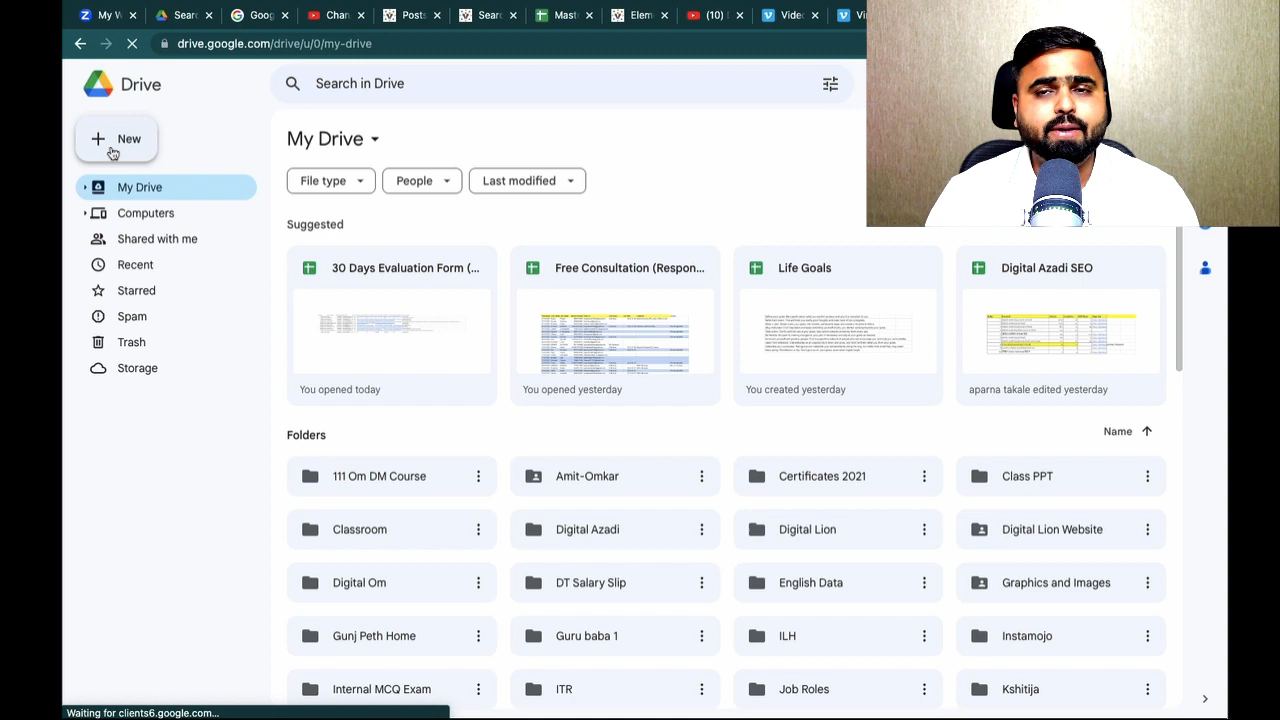 My W
Searc
Goog
Chan
Posts
Searc
Mast
Elem
(10)
Video
Vi
drive.google.com/drive/u/0/my-drive
Drive
Search in Drive
New
My Drive
Computers
Shared with me
Recent
Starred
Spam
Trash
Storage
My Drive
File type
People
Last modified
Suggested
30 Days Evaluation Form (...
Free Consultation (Respon...
Life Goals
Digital Azadi SEO
You opened today
You opened yesterday
You created yesterday
aparna takale edited yesterday
Folders
Name
111 Om DM Course
Amit-Omkar
Certificates 2021
Class PPT
Classroom
Digital Azadi
Digital Lion
Digital Lion Website
Digital Om
DT Salary Slip
English Data
Graphics and Images
Gunj Peth Home
Guru baba 1
ILH
Instamojo
Internal MCQ Exam
ITR
Job Roles
Kshitija
Waiting for clients6.google.com...